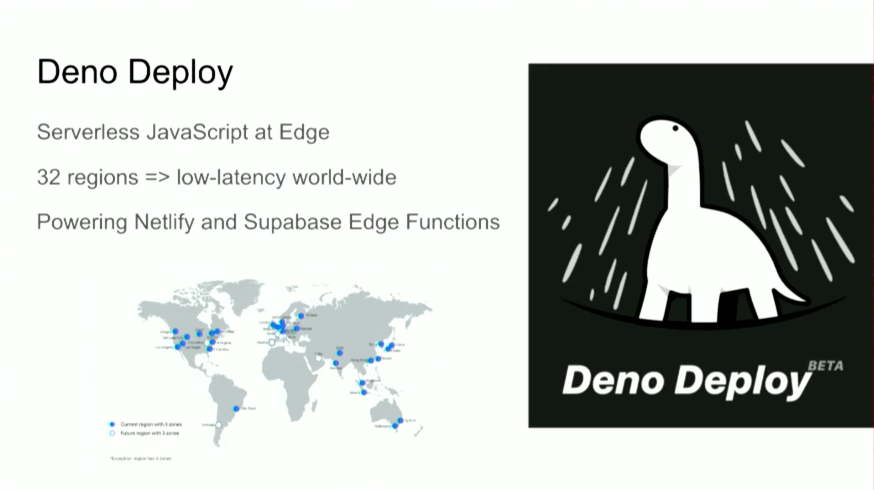 Deno Deploy
Serverless JavaScript at Edge
32 regions => low-latency world-wide
Powering Netlify and Supabase Edge Functions
Current region with 3 zones
Future region with 3 zones
*Exception: region has 4 zones
Deno Deploy BETA